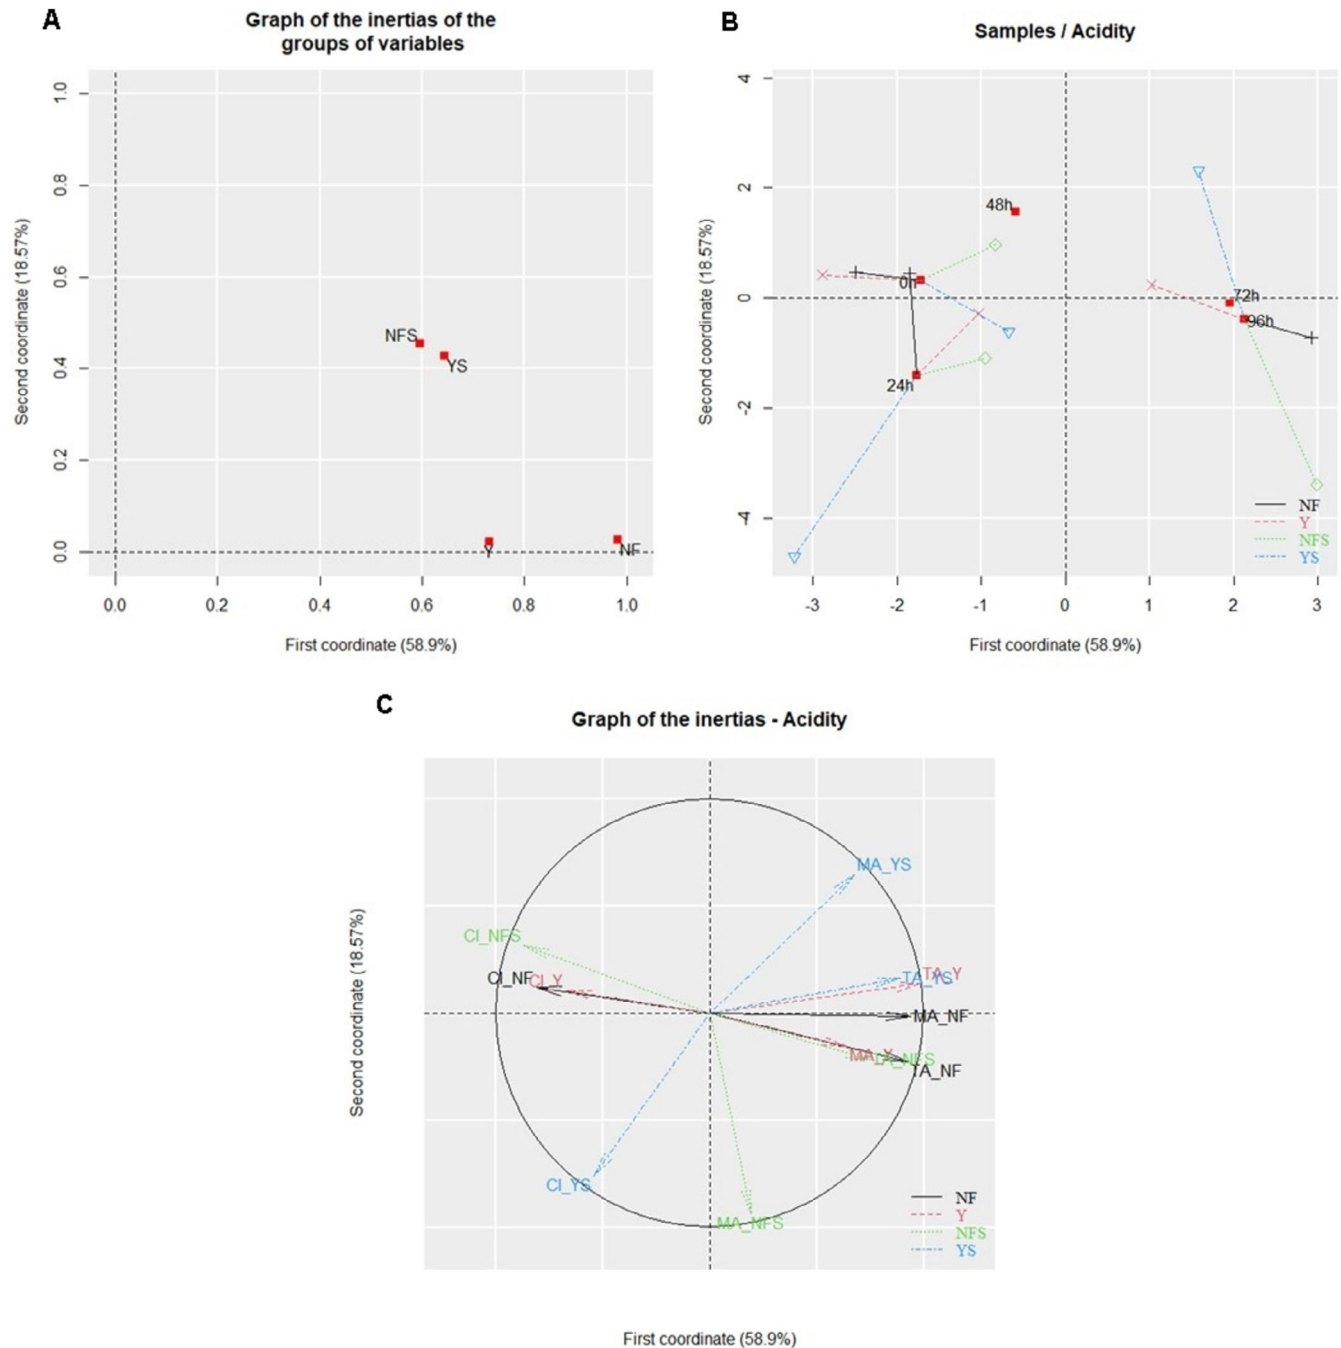 A
Graph of the inertias of the
groups of variables
1.0
0.8
0.6
0.4
0.2
0.0
Second coordinate (18.57%)
NFS
YS
Y
NF
0.0 0.2 0.4 0.6 0.8 1.0
First coordinate (58.9%)
B
Samples / Acidity
4
2
0
-2
-4
Second coordinate (18.57%)
48h
0h
24h
72h
96h
NF
Y
NFS
YS
-3 -2 -1 0 1 2 3
First coordinate (58.9%)
C
Graph of the inertias - Acidity
Second coordinate (18.57%)
MA_YS
CI_NFS
CI_NF
CI_Y
TA_Y
TA_YS
MA_NF
MA_Y
TA_NFS
TA_NF
CI_YS
MA_NFS
NF
Y
NFS
YS
First coordinate (58.9%)